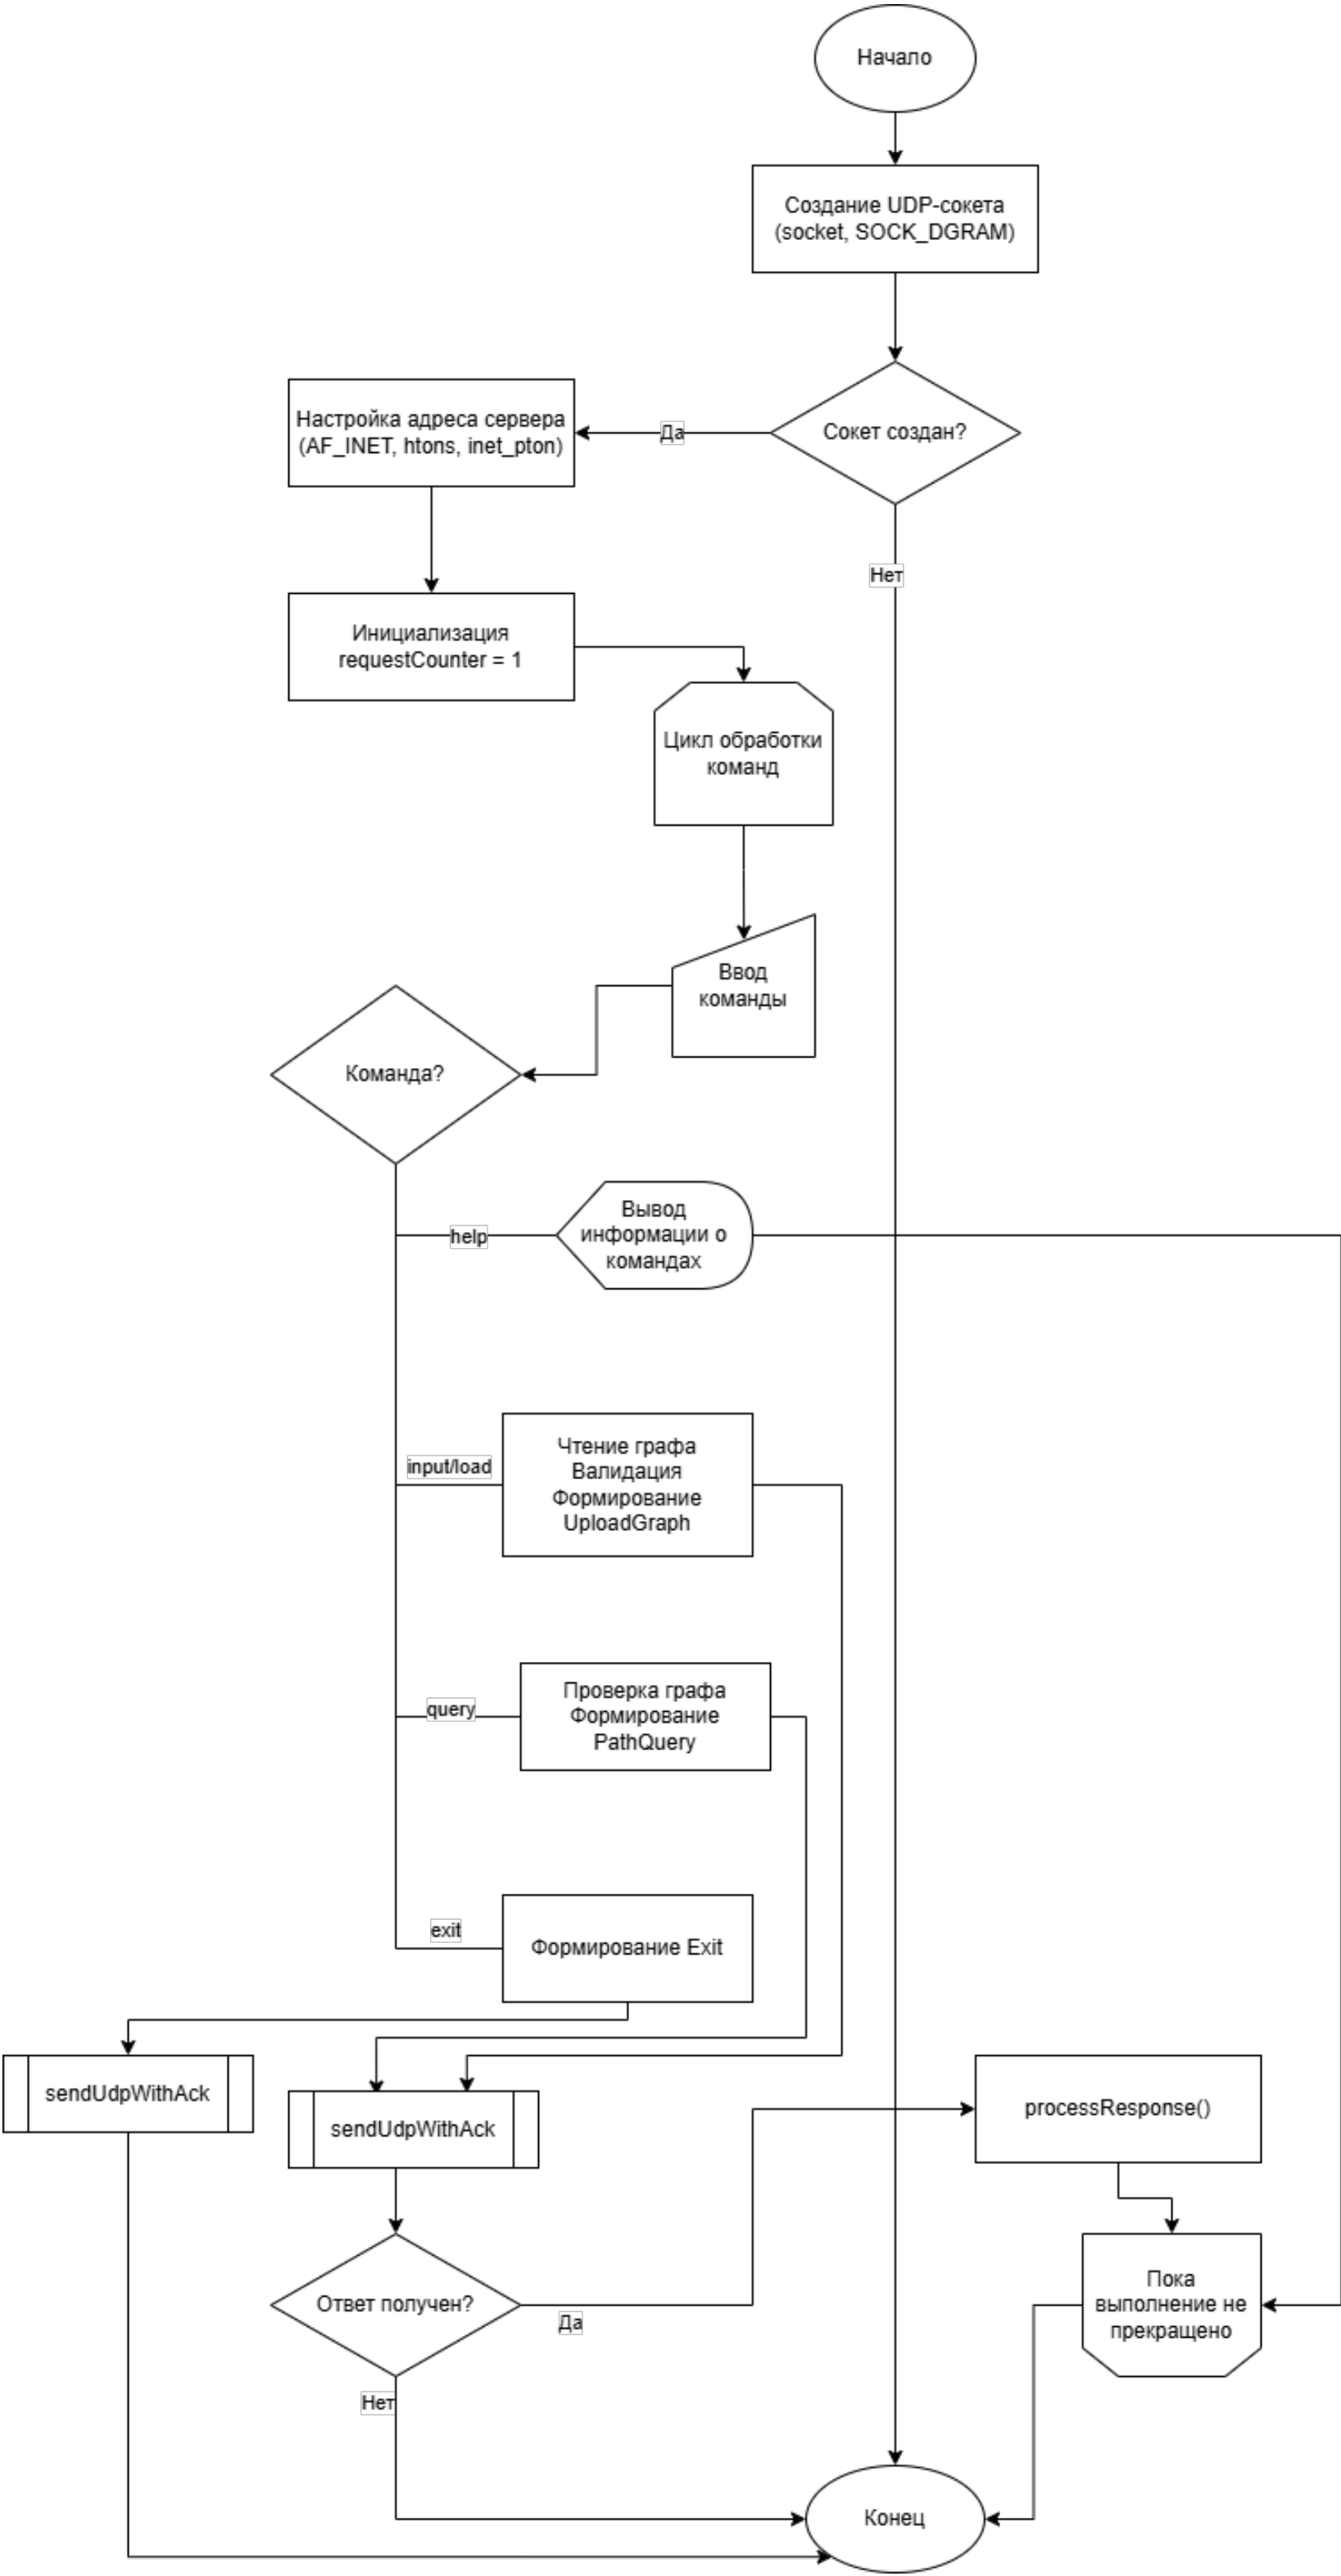 Начало
Создание UDP-сокета
(socket, SOCK_DGRAM)
Сокет создан?
Да
Настройка адреса сервера
(AF_INET, htons, inet_pton)
Нет
Инициализация
requestCounter = 1
Цикл обработки
команд
Ввод
команды
Команда?
help
Вывод
информации о
командах
input/load
Чтение графа
Валидация
Формирование
UploadGraph
query
Проверка графа
Формирование
PathQuery
exit
Формирование Exit
sendUdpWithAck
sendUdpWithAck
processResponse()
Ответ получен?
Да
Пока
выполнение не
прекращено
Нет
Конец